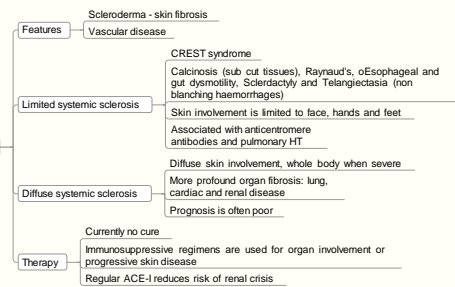 Features
Scleroderma - skin fibrosis
Vascular disease
Limited systemic sclerosis
CREST syndrome
Calcinosis (sub cut tissues), Raynaud's, oEsophageal and
gut dysmotility, Sclerdactyly and Telangiectasia (non
blanching haemorrhages)
Skin involvement is limited to face, hands and feet
Associated with anticentromere
antibodies and pulmonary HT
Diffuse systemic sclerosis
Diffuse skin involvement, whole body when severe
More profound organ fibrosis: lung,
cardiac and renal disease
Prognosis is often poor
Therapy
Currently no cure
Immunosuppressive regimens are used for organ involvement or
progressive skin disease
Regular ACE-I reduces risk of renal crisis